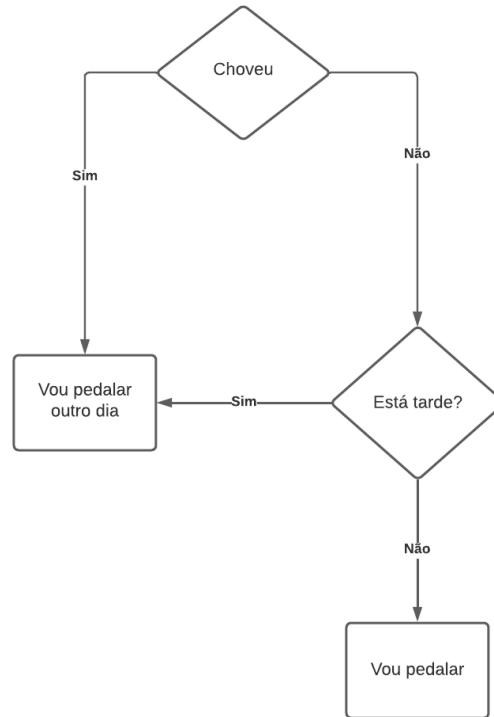 Choveu
Sim
Não
Vou pedalar
outro dia
Sim
Está tarde?
Não
Vou pedalar